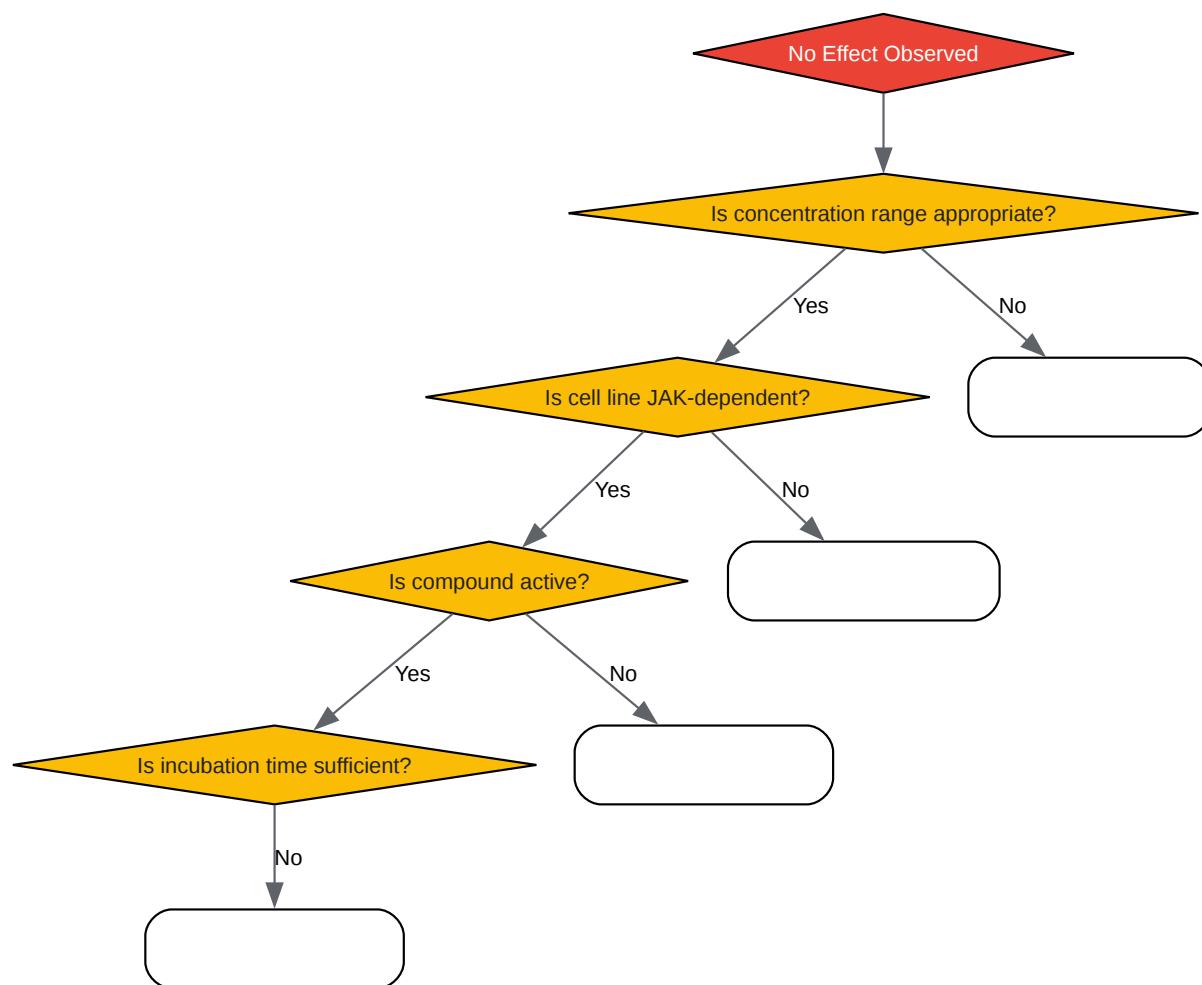 No Effect Observed
Is concentration range appropriate?
Yes
No
Is cell line JAK-dependent?
Yes
No
Is compound active?
Yes
No
Is incubation time sufficient?
No